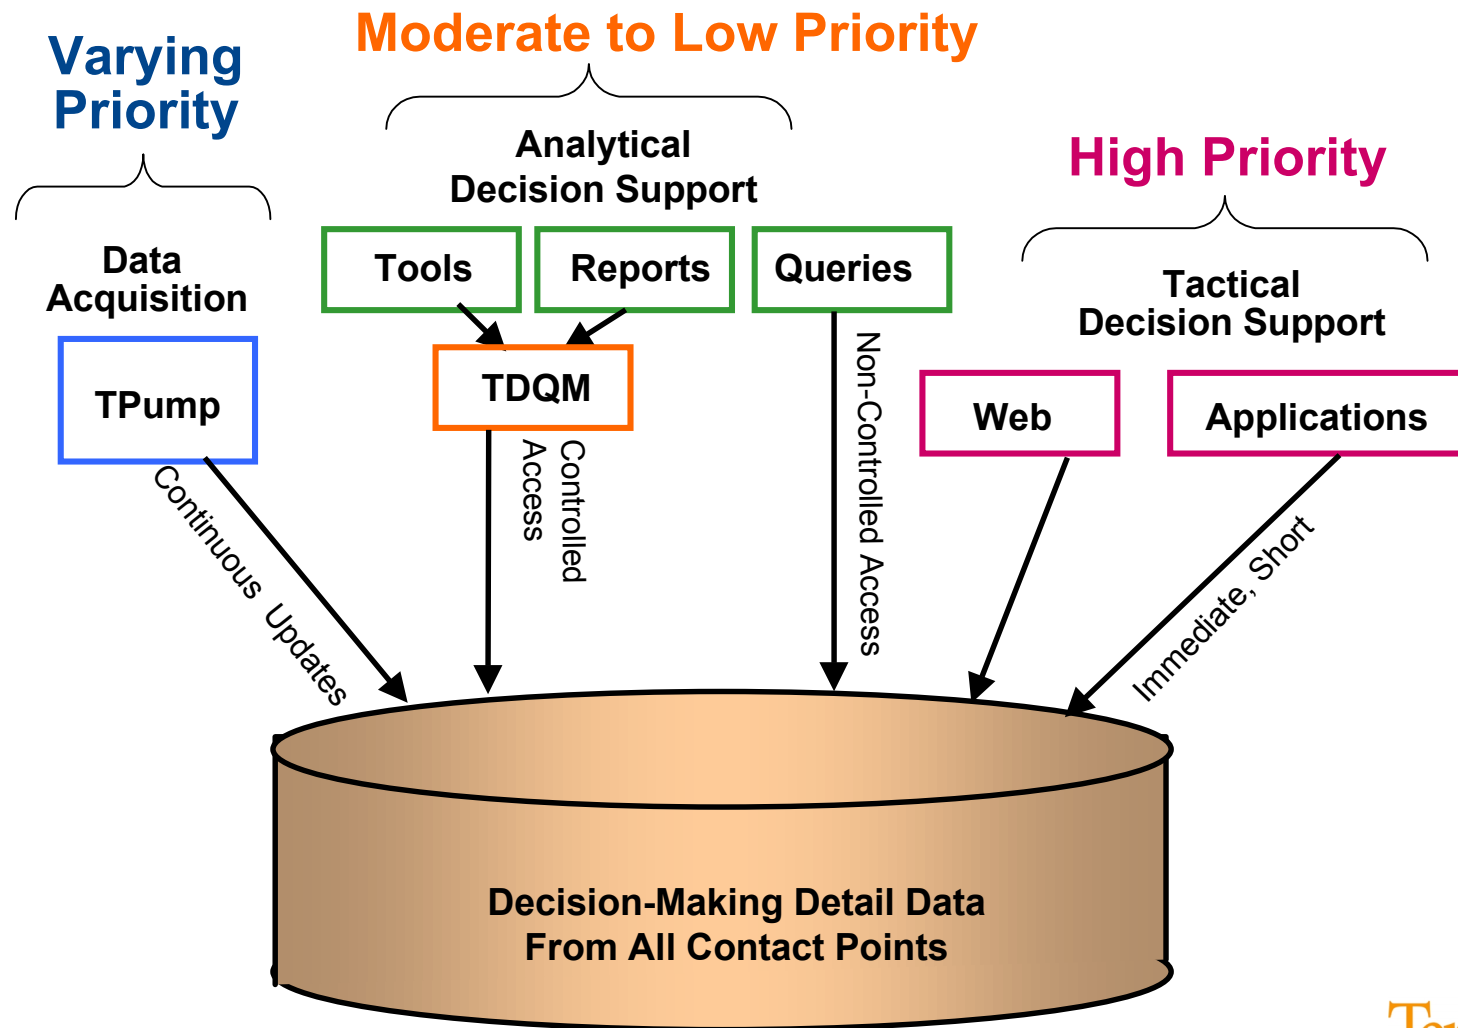 Varying
Priority
Moderate to Low Priority
High Priority
Data
Acquisition
Analytical
Decision Support
Tactical
Decision Support
TPump
Tools
Reports
Queries
TDQM
Web
Applications
Continuous Updates
Controlled
Access
Non-Controlled Access
Immediate, Short
Decision-Making Detail Data
From All Contact Points